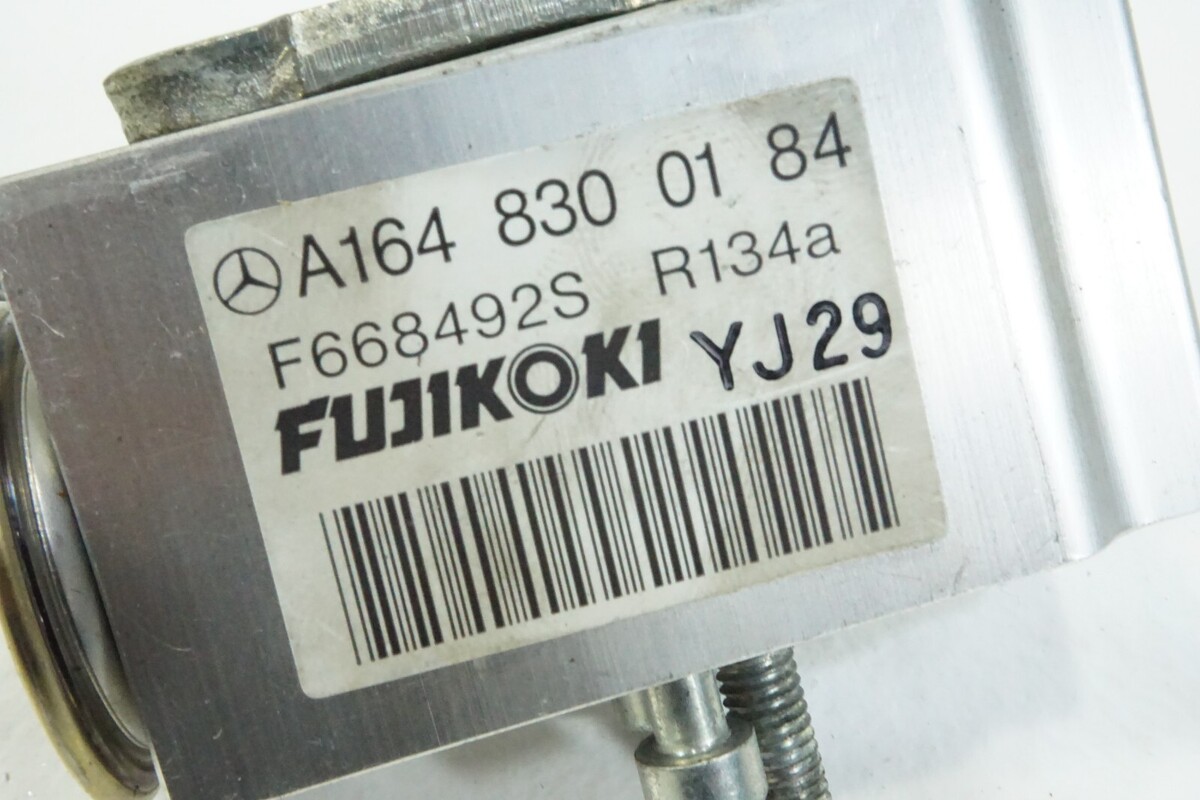 A164 830 01 84
F668492S R134a
FUJIKOKI YJ29